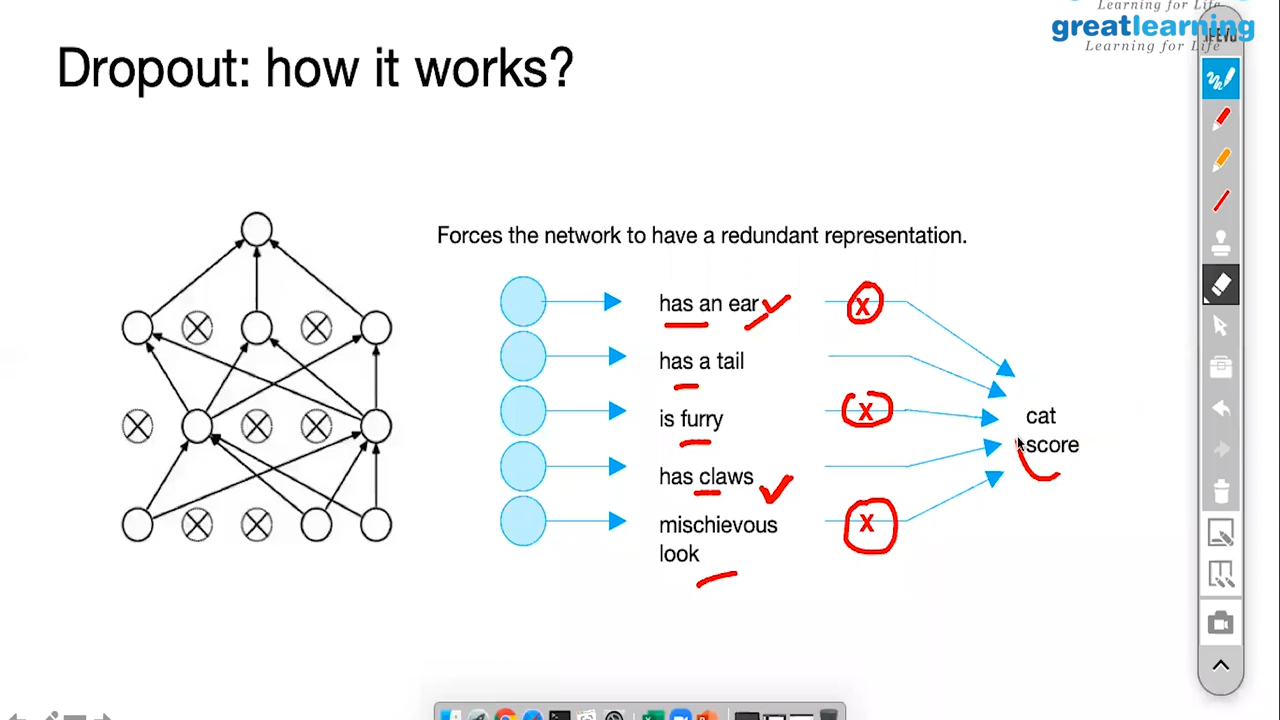 Learning for Life
greatlearning
Learning for Life
Dropout: how it works?
Forces the network to have a redundant representation.
has an ear
X
has a tail
is furry
X
cat
score
has claws
mischievous
look
X